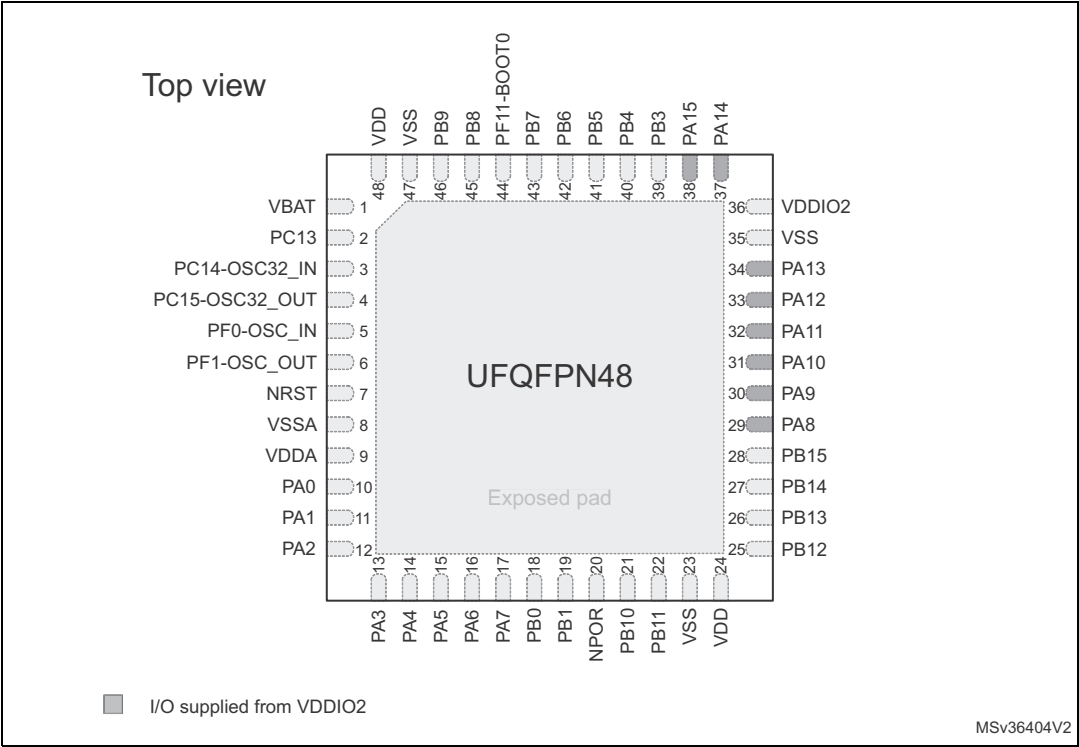 Top view
VDD
VSS
PB9
PB8
PF11-BOOT0
PB7
PB6
PB5
PB4
PB3
PA15
PA14
48
47
46
45
44
43
42
41
40
39
38
37
VBAT 1
PC13 2
PC14-OSC32_IN 3
PC15-OSC32_OUT 4
PF0-OSC_IN 5
PF1-OSC_OUT 6
NRST 7
VSSA 8
VDDA 9
PA0 10
PA1 11
PA2 12
UFQFPN48
Exposed pad
36 VDDIO2
35 VSS
34 PA13
33 PA12
32 PA11
31 PA10
30 PA9
29 PA8
28 PB15
27 PB14
26 PB13
25 PB12
13
14
15
16
17
18
19
20
21
22
23
24
PA3
PA4
PA5
PA6
PA7
PB0
PB1
NPOR
PB10
PB11
VSS
VDD
I/O supplied from VDDIO2
MSv36404V2